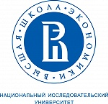 ВЫСШАЯ ШКОЛА ЭКОНОМИКИ
НАЦИОНАЛЬНЫЙ ИССЛЕДОВАТЕЛЬСКИЙ
УНИВЕРСИТЕТ